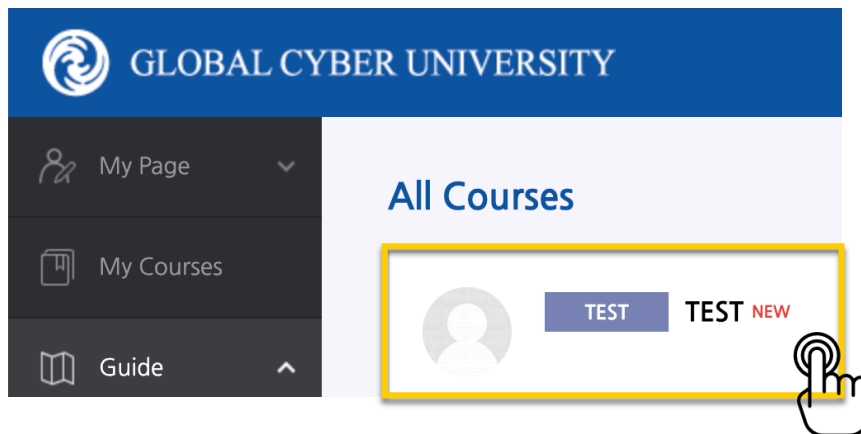 GLOBAL CYBER UNIVERSITY
My Page
My Courses
Guide
All Courses
TEST TEST NEW